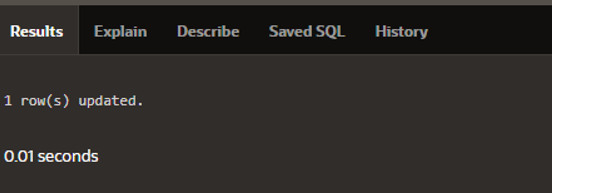 Results Explain Describe Saved SQL History
1 row(s) updated.
0.01 seconds